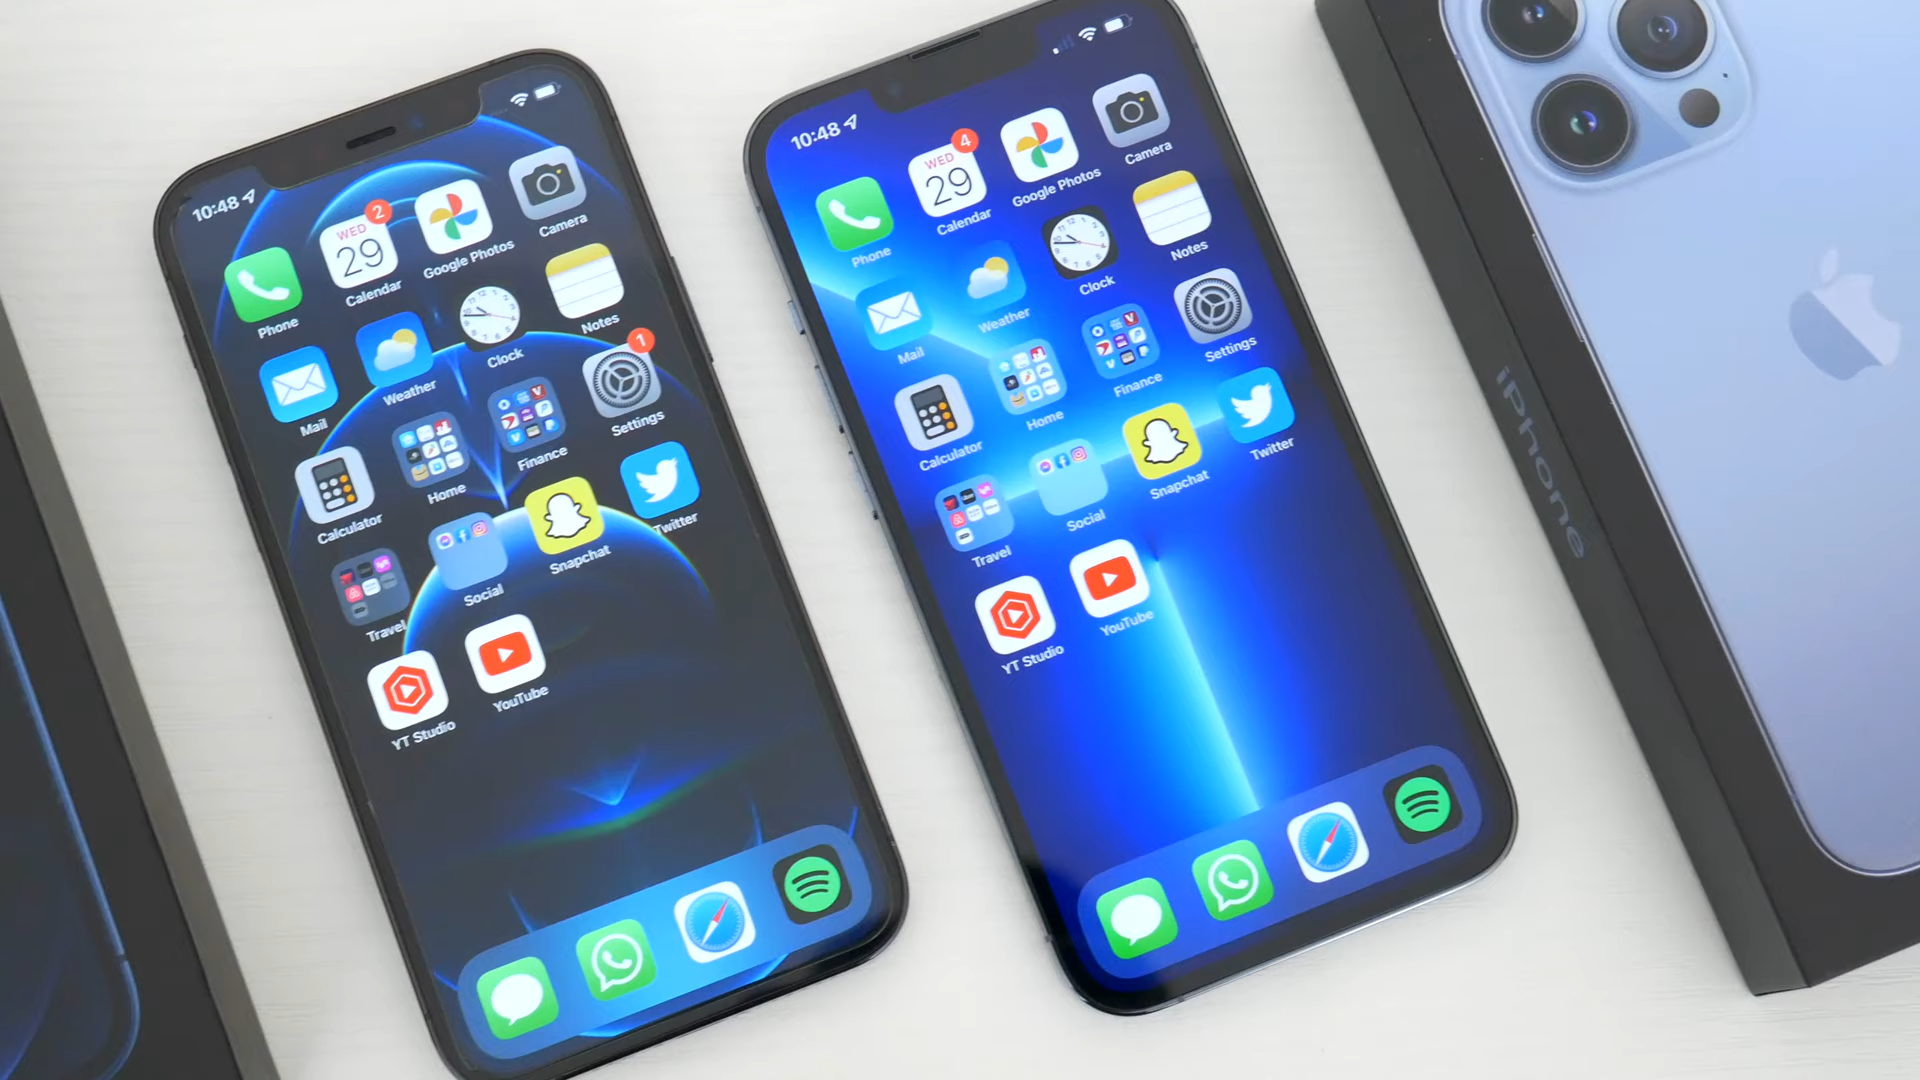 10:48
2
WED
29
Phone
Calendar
Google Photos
Camera
Mail
Weather
Clock
Notes
1
Calculator
Home
Finance
Settings
Travel
Social
Snapchat
Twitter
YT Studio
YouTube
10:48
4
WED
29
Phone
Calendar
Google Photos
Camera
Mail
Weather
Clock
Notes
Calculator
Home
Finance
Settings
Travel
Social
Snapchat
Twitter
YT Studio
YouTube
iPhone